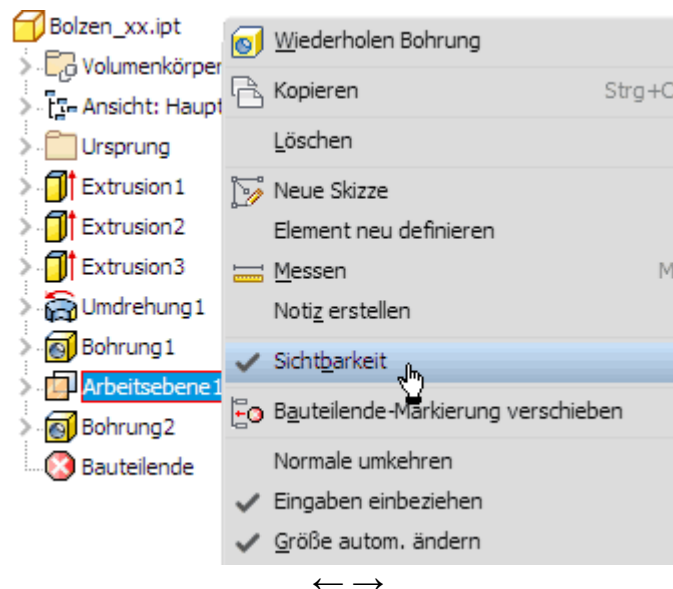 Bolzen_xx.ipt
Volumenkörper
Ansicht: Haupt
Ursprung
Extrusion1
Extrusion2
Extrusion3
Umdrehung1
Bohrung1
Arbeitsebene1
Bohrung2
Bauteilende
Wiederholen Bohrung
Kopieren Strg+C
Löschen
Neue Skizze
Element neu definieren
Messen M
Notiz erstellen
Sichtbarkeit
Bauteilende-Markierung verschieben
Normale umkehren
Eingaben einbeziehen
Größe autom. ändern
← →